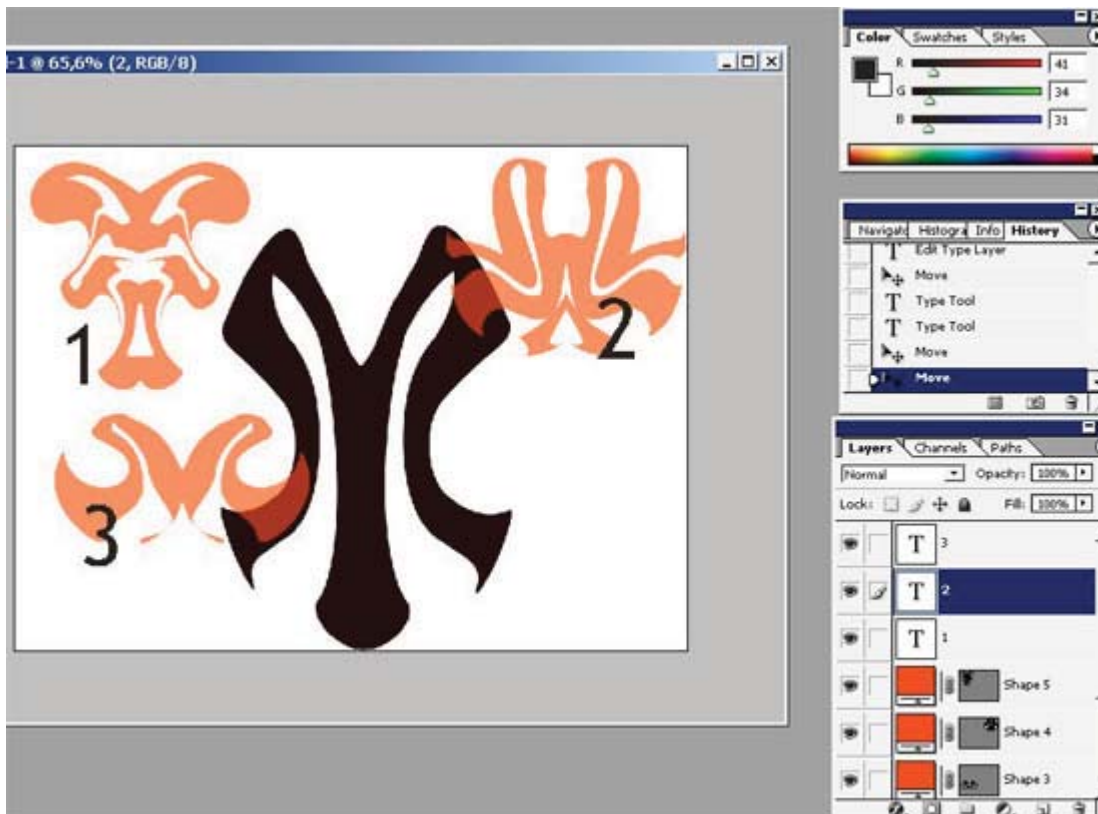 -1 @ 65,6% (2, RGB/8)
1
2
3
Color Swatches Styles
R 41
G 34
B 31
Histogra Info History
Edit Type Layer
Move
Type Tool
Type Tool
Move
Move
Layers Channels Paths
Normal Opacity: 100%
Lock: Fill: 100%
T 3
T 2
T 1
Shape 5
Shape 4
Shape 3